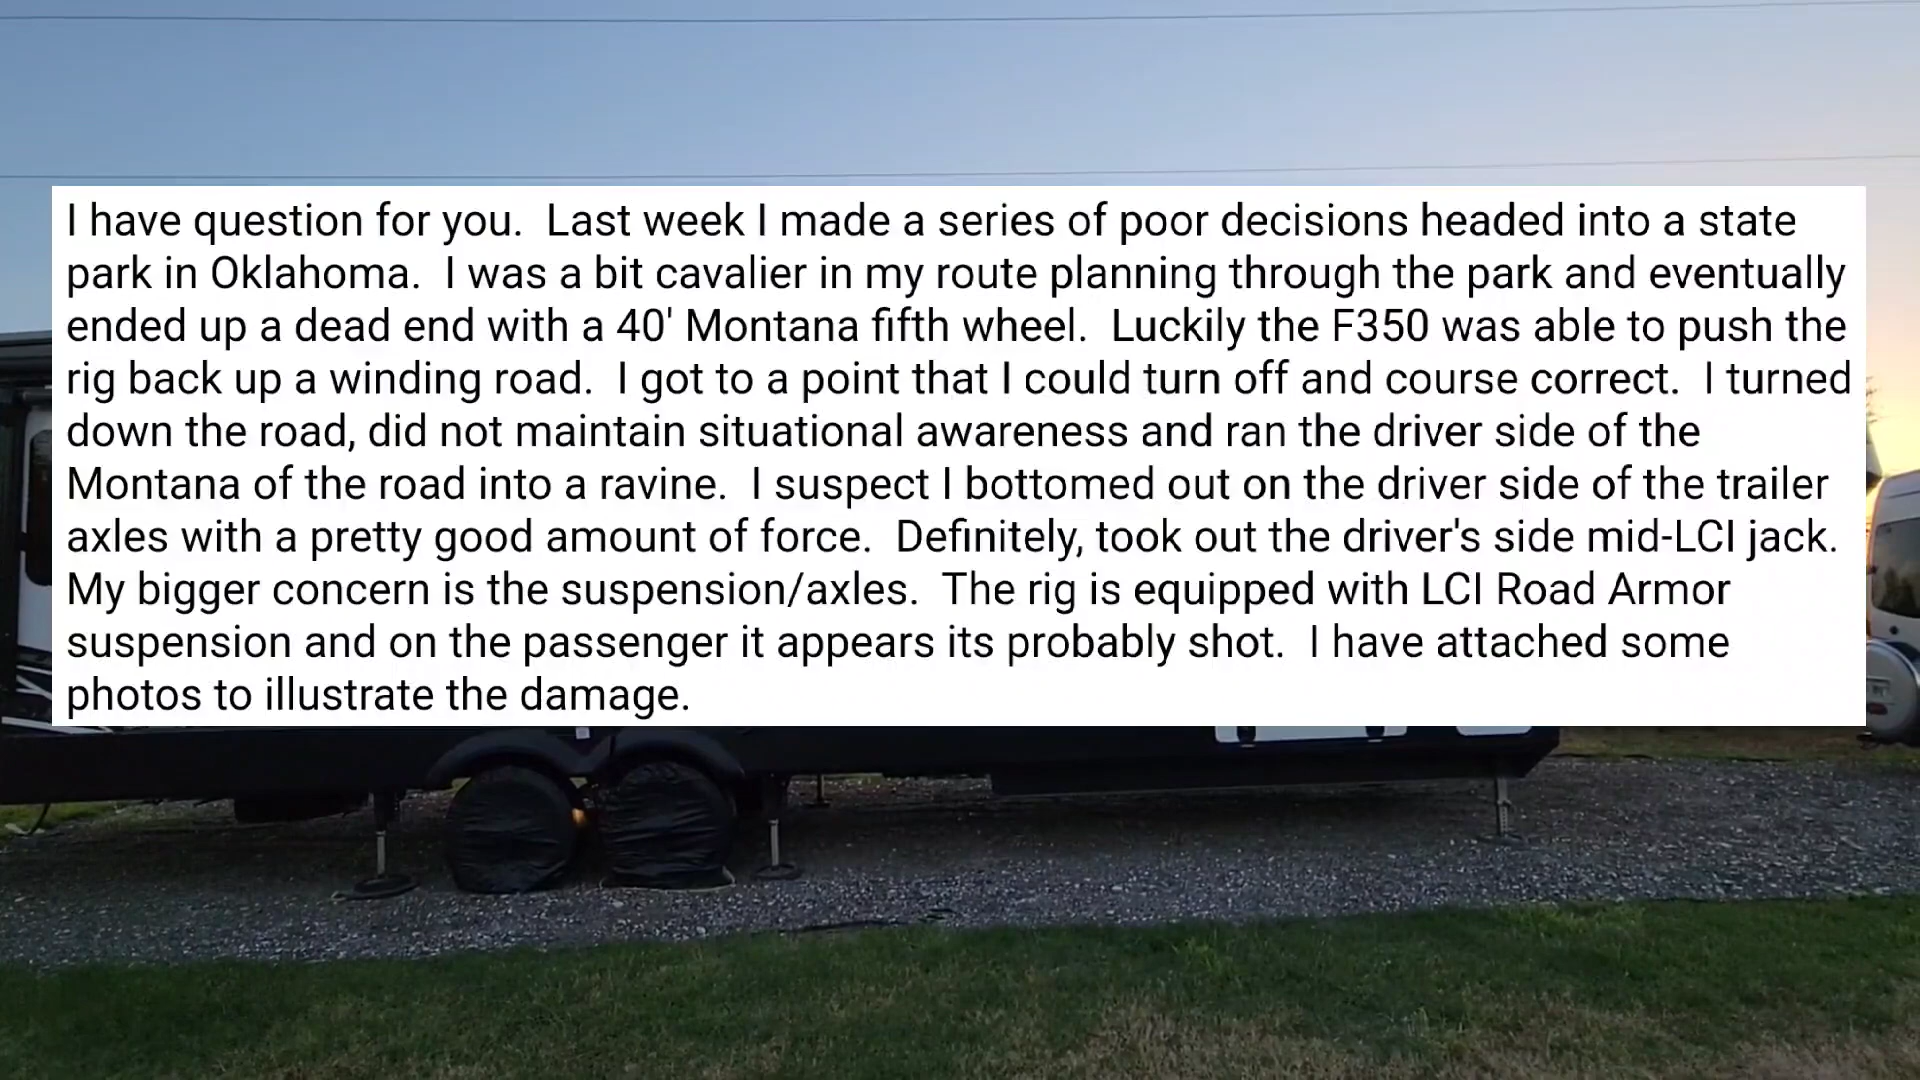 I have question for you.  Last week I made a series of poor decisions headed into a state
park in Oklahoma.  I was a bit cavalier in my route planning through the park and eventually
ended up a dead end with a 40' Montana fifth wheel.  Luckily the F350 was able to push the
rig back up a winding road.  I got to a point that I could turn off and course correct.  I turned
down the road, did not maintain situational awareness and ran the driver side of the
Montana of the road into a ravine.  I suspect I bottomed out on the driver side of the trailer
axles with a pretty good amount of force.  Definitely, took out the driver's side mid-LCI jack.
My bigger concern is the suspension/axles.  The rig is equipped with LCI Road Armor
suspension and on the passenger it appears its probably shot.  I have attached some
photos to illustrate the damage.